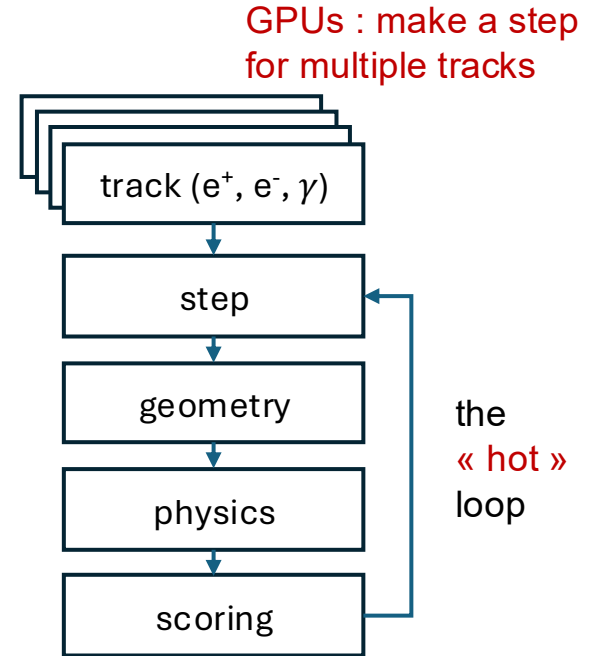 GPUs : make a step
for multiple tracks
track (e⁺, e⁻, γ)
step
geometry
physics
scoring
the
« hot »
loop